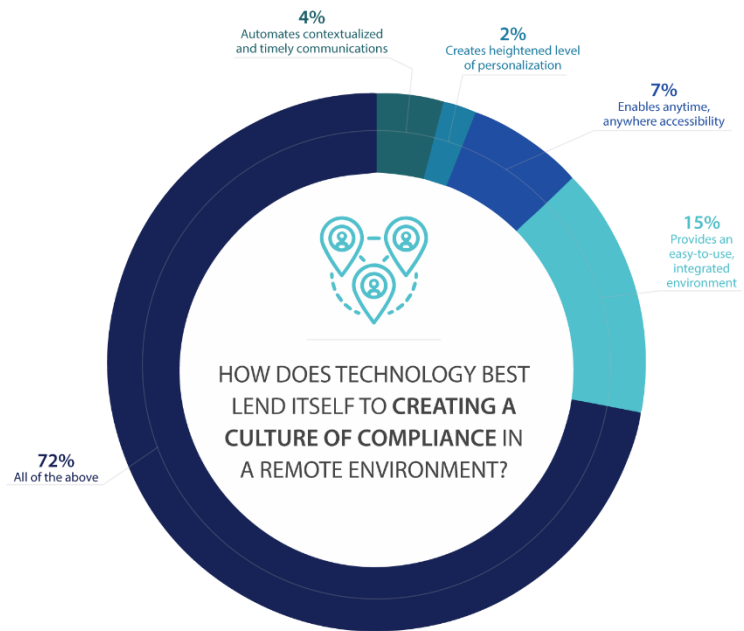 4%
Automates contextualized
and timely communications
2%
Creates heightened level
of personalization
7%
Enables anytime,
anywhere accessibility
15%
Provides an
easy-to-use,
integrated
environment
HOW DOES TECHNOLOGY BEST
LEND ITSELF TO CREATING A
CULTURE OF COMPLIANCE IN
A REMOTE ENVIRONMENT?
72%
All of the above